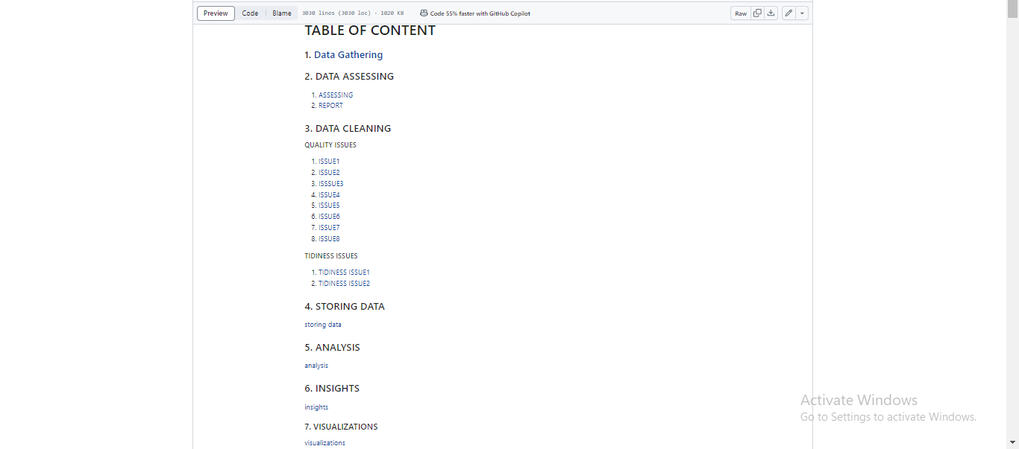 Preview Code Blame 3030 lines (3030 loc) · 1020 KB Code 55% faster with GitHub Copilot Raw
TABLE OF CONTENT
1. Data Gathering
2. DATA ASSESSING
1. ASSESSING
2. REPORT
3. DATA CLEANING
QUALITY ISSUES
1. ISSUE1
2. ISSUE2
3. ISSSUE3
4. ISSUE4
5. ISSUE5
6. ISSUE6
7. ISSUE7
8. ISSUE8
TIDINESS ISSUES
1. TIDINESS ISSUE1
2. TIDINESS ISSUE2
4. STORING DATA
storing data
5. ANALYSIS
analysis
6. INSIGHTS
insights
7. VISUALIZATIONS
visualizations
Activate Windows
Go to Settings to activate Windows.